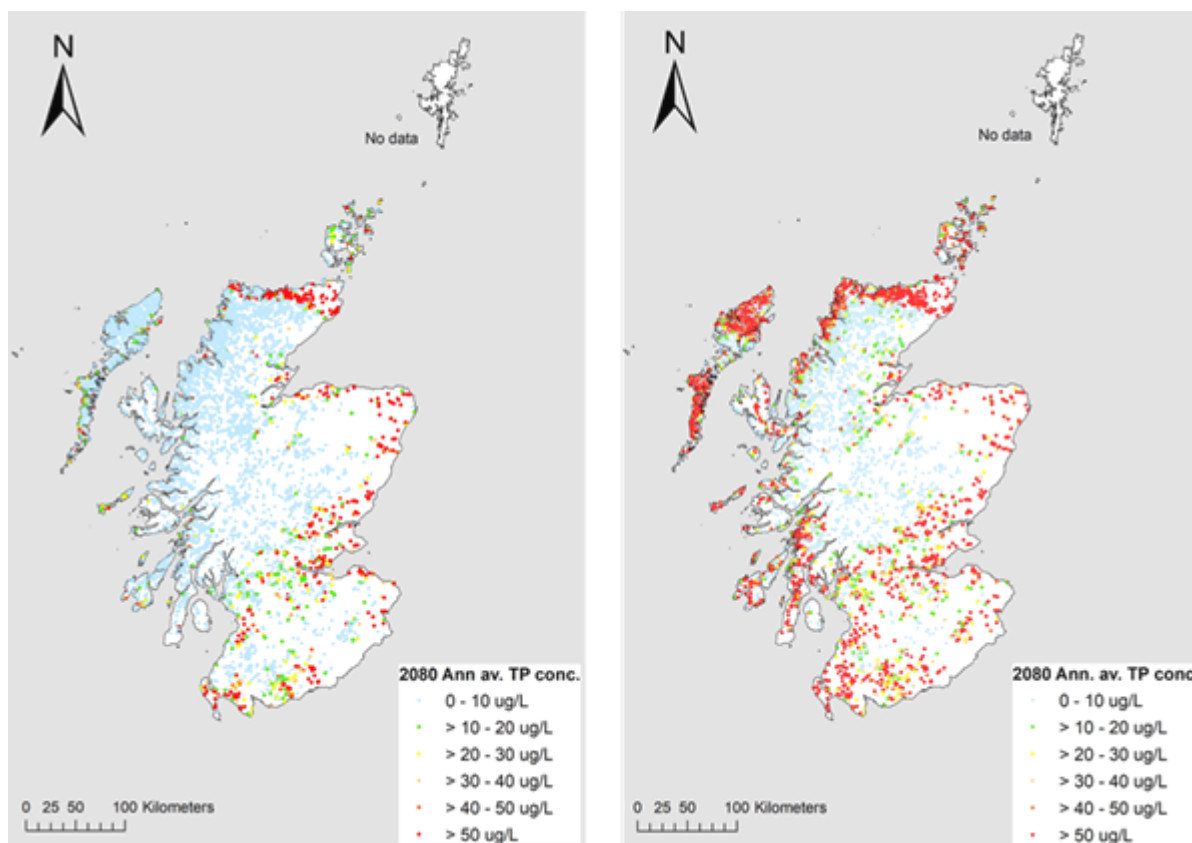 N
No data
2080 Ann av. TP conc.
0 - 10 ug/L
> 10 - 20 ug/L
> 20 - 30 ug/L
> 30 - 40 ug/L
> 40 - 50 ug/L
> 50 ug/L
0 25 50 100 Kilometers
N
No data
2080 Ann av. TP conc
0 - 10 ug/L
> 10 - 20 ug/L
> 20 - 30 ug/L
> 30 - 40 ug/L
> 40 - 50 ug/L
> 50 ug/L
0 25 50 100 Kilometers